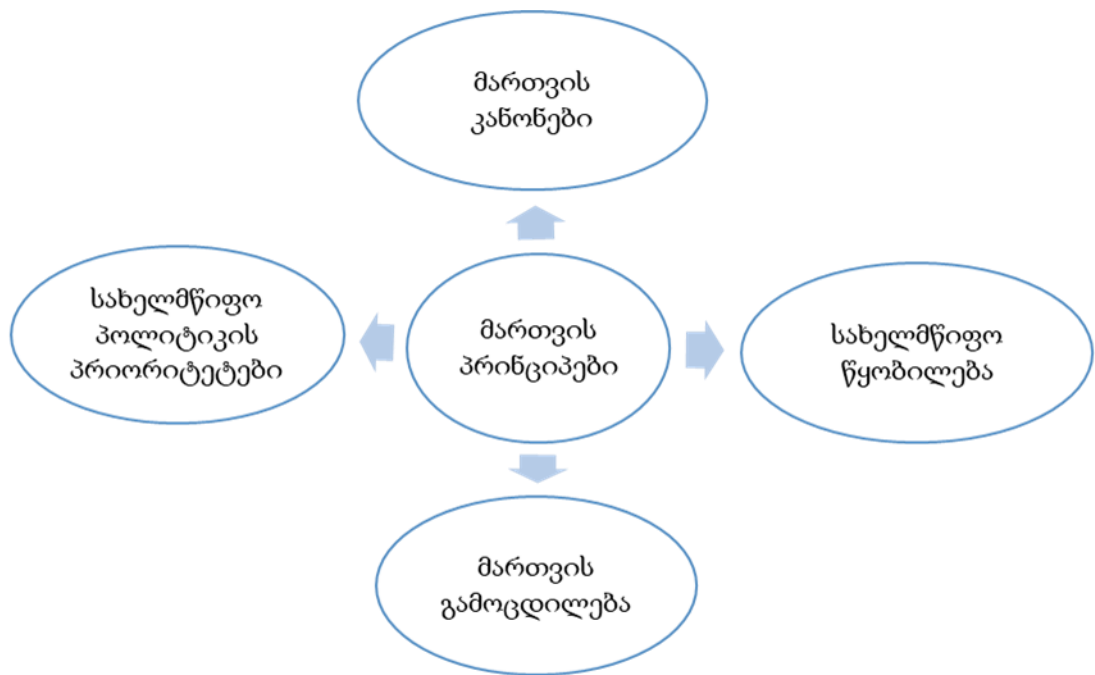 მართვის
კანონები
სახელმწიფო
პოლიტიკის
პრიორიტეტები
მართვის
პრინციპები
სახელმწიფო
წყობილება
მართვის
გამოცდილება